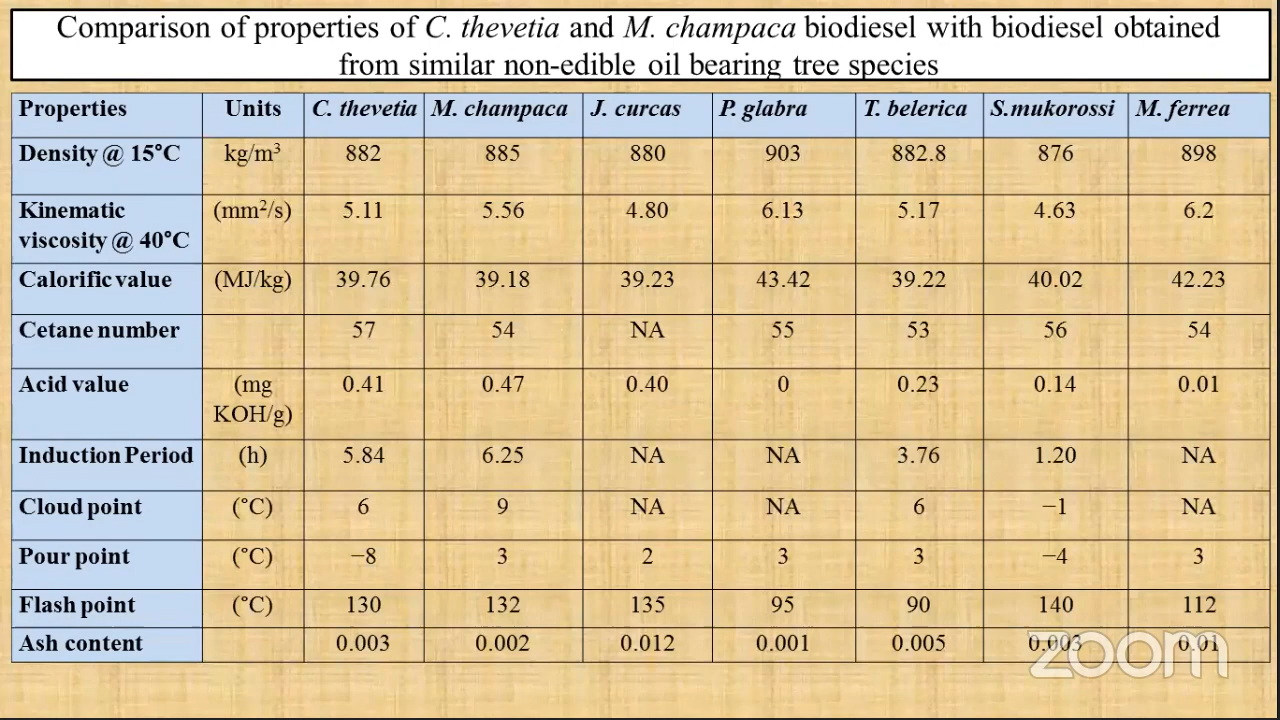 Comparison of properties of C. thevetia and M. champaca biodiesel with biodiesel obtained
from similar non-edible oil bearing tree species
Properties Units C. thevetia M. champaca J. curcas P. glabra T. belerica S.mukorossi M. ferrea
Density @ 15°C kg/m³ 882 885 880 903 882.8 876 898
Kinematic (mm²/s) 5.11 5.56 4.80 6.13 5.17 4.63 6.2
viscosity @ 40°C
Calorific value (MJ/kg) 39.76 39.18 39.23 43.42 39.22 40.02 42.23
Cetane number 57 54 NA 55 53 56 54
Acid value (mg 0.41 0.47 0.40 0 0.23 0.14 0.01
KOH/g)
Induction Period (h) 5.84 6.25 NA NA 3.76 1.20 NA
Cloud point (°C) 6 9 NA NA 6 −1 NA
Pour point (°C) −8 3 2 3 3 −4 3
Flash point (°C) 130 132 135 95 90 140 112
Ash content 0.003 0.002 0.012 0.001 0.005 0.003 0.01
zoom